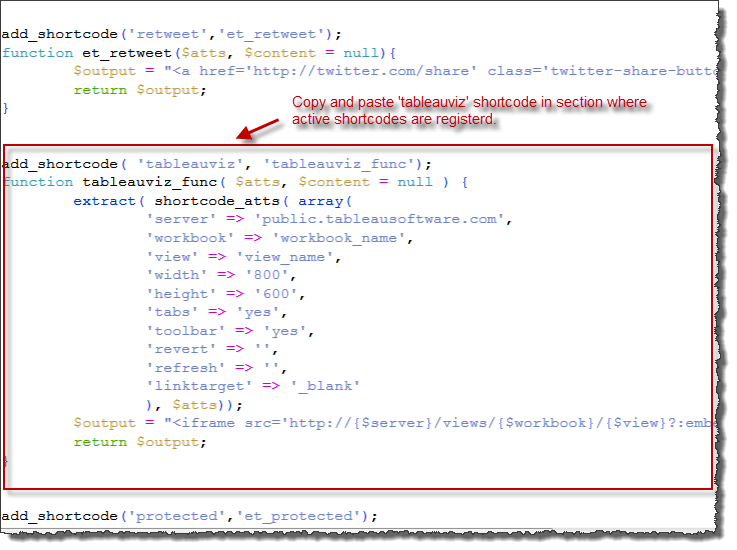 add_shortcode('retweet','et_retweet');
function et_retweet($atts, $content = null){
$output = "<a href='http://twitter.com/share' class='twitter-share-butto
return $output;
}
Copy and paste 'tableauviz' shortcode in section where
active shortcodes are registerd.
add_shortcode( 'tableauviz', 'tableauviz_func');
function tableauviz_func( $atts, $content = null ) {
extract( shortcode_atts( array(
'server' => 'public.tableausoftware.com',
'workbook' => 'workbook_name',
'view' => 'view_name',
'width' => '800',
'height' => '600',
'tabs' => 'yes',
'toolbar' => 'yes',
'revert' => '',
'refresh' => '',
'linktarget' => '_blank'
), $atts));
$output = "<iframe src='http://{$server}/views/{$workbook}/{$view}?:emb
return $output;
}
add_shortcode('protected','et_protected');